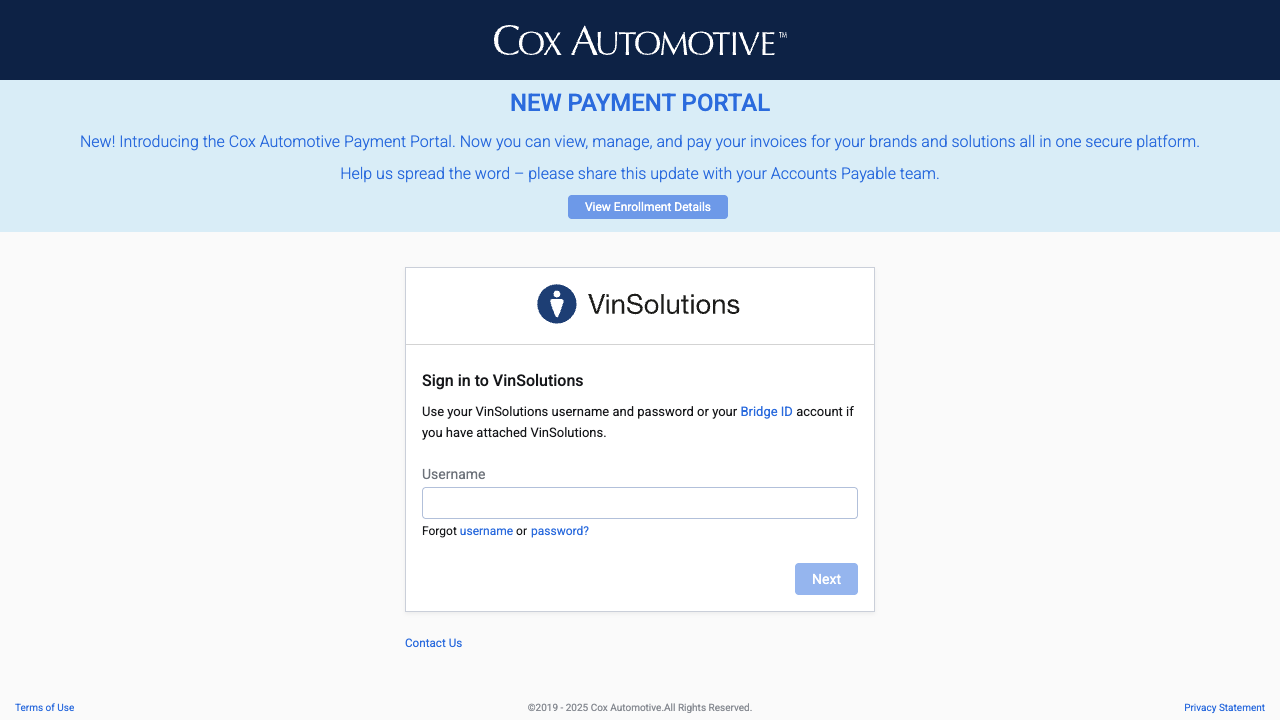 COX AUTOMOTIVE™
NEW PAYMENT PORTAL
New! Introducing the Cox Automotive Payment Portal. Now you can view, manage, and pay your invoices for your brands and solutions all in one secure platform.
Help us spread the word – please share this update with your Accounts Payable team.
View Enrollment Details
VinSolutions
Sign in to VinSolutions
Use your VinSolutions username and password or your Bridge ID account if
you have attached VinSolutions.
Username
Forgot username or password?
Next
Contact Us
Terms of Use
©2019 - 2025 Cox Automotive.All Rights Reserved.
Privacy Statement